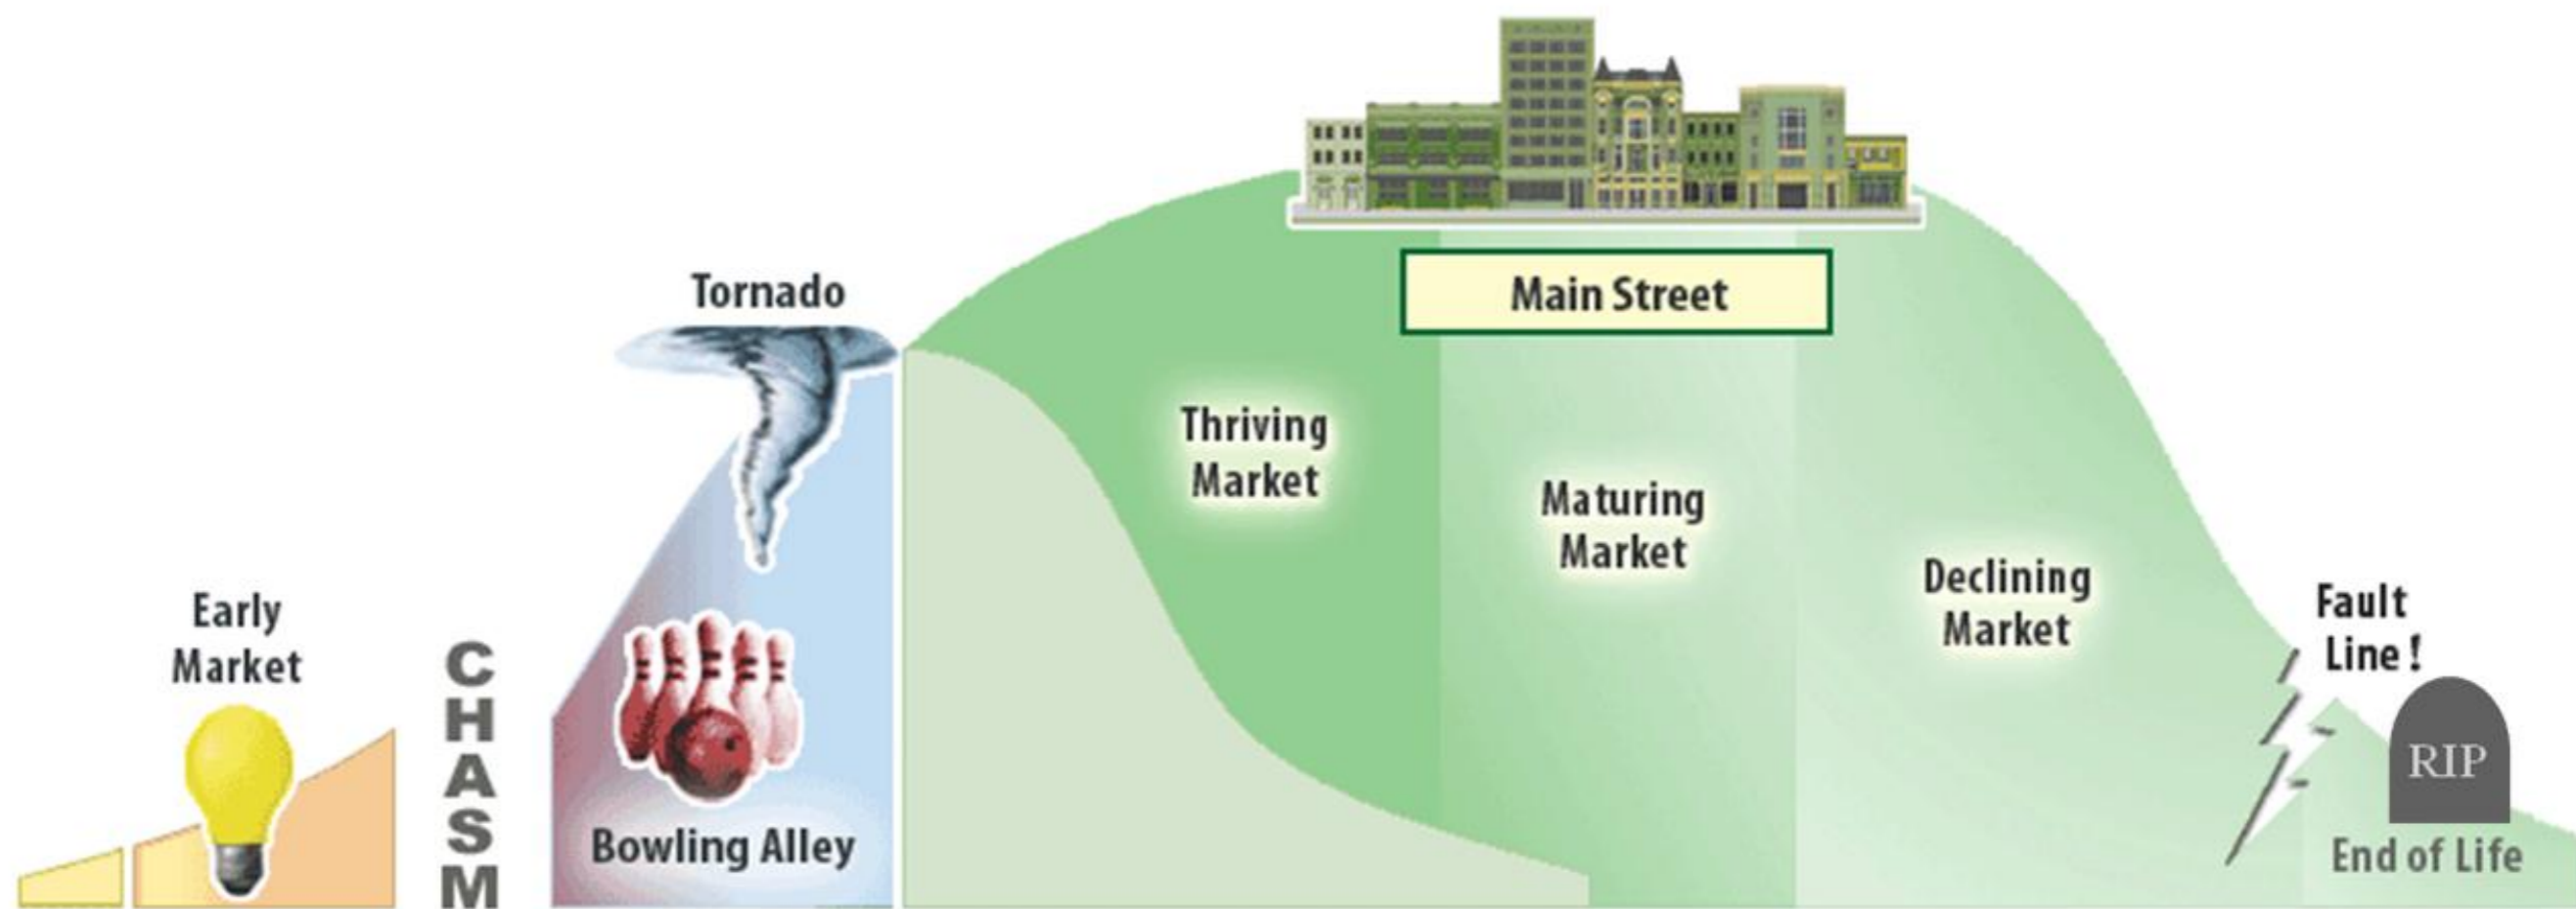 Early
Market
CHASM
Tornado
Bowling Alley
Main Street
Thriving
Market
Maturing
Market
Declining
Market
Fault
Line!
RIP
End of Life